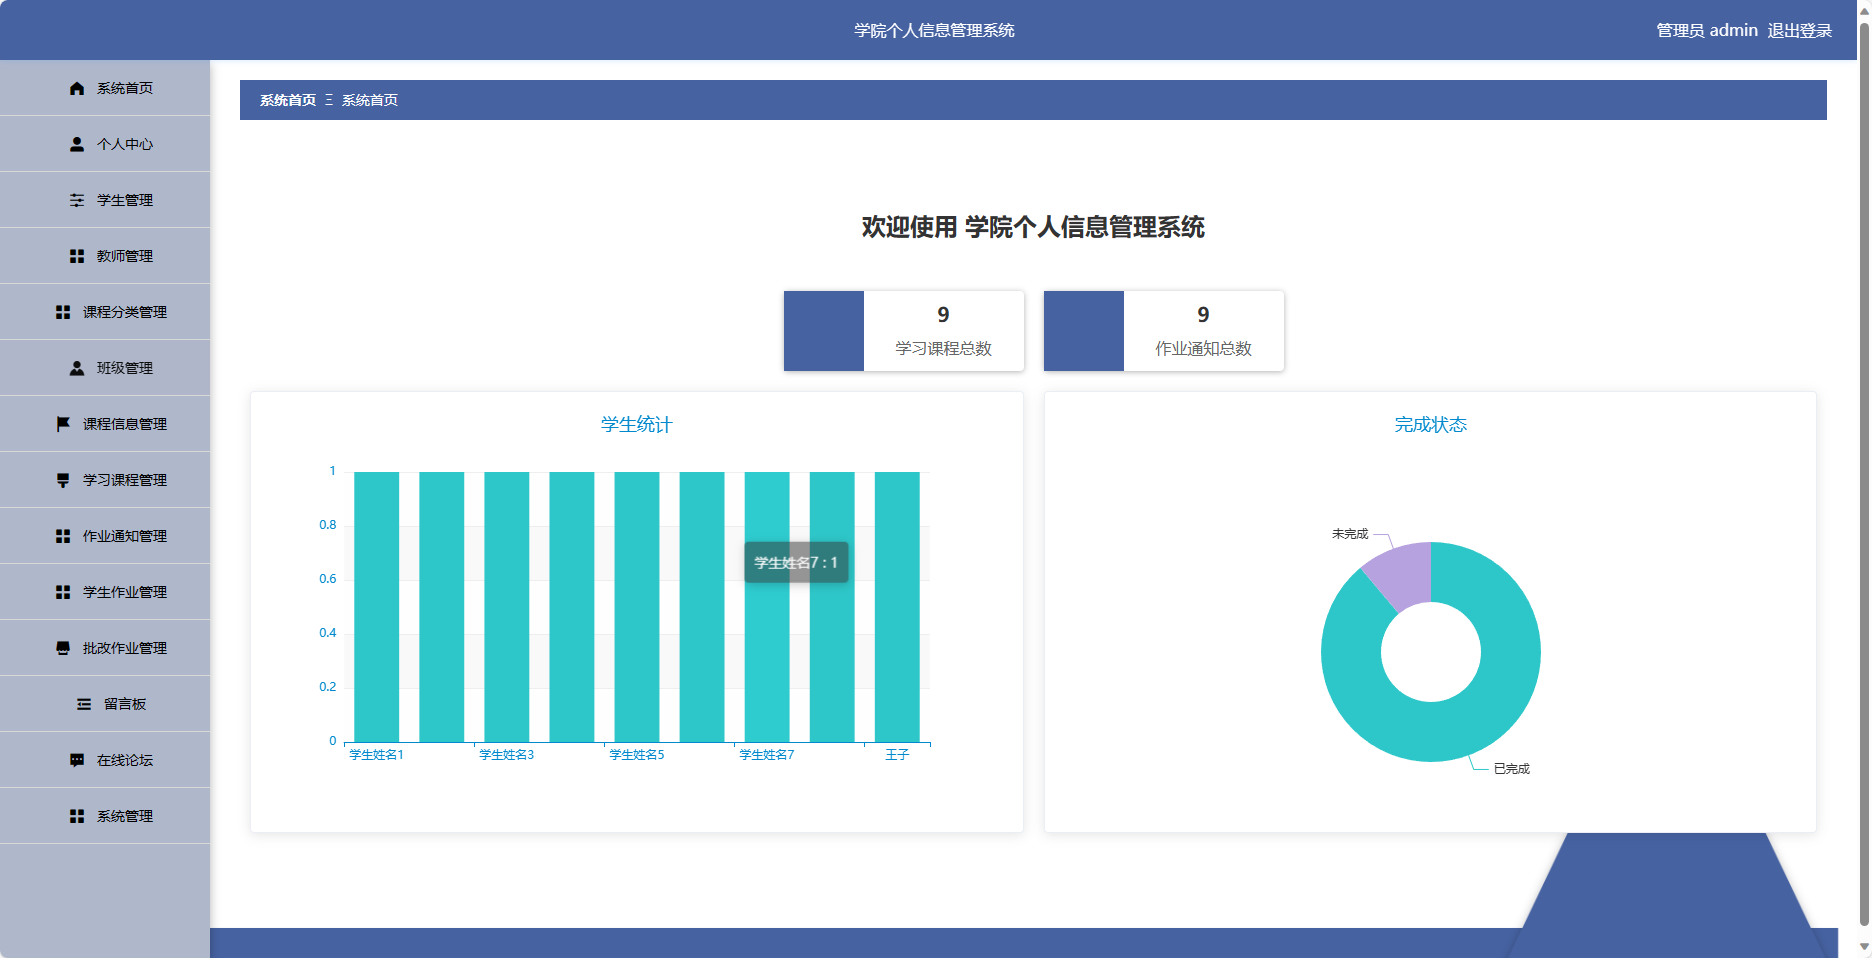 学院个人信息管理系统
管理员 admin 退出登录
系统首页
个人中心
学生管理
教师管理
课程分类管理
班级管理
课程信息管理
学习课程管理
作业通知管理
学生作业管理
批改作业管理
留言板
在线论坛
系统管理
系统首页 Ξ 系统首页
欢迎使用 学院个人信息管理系统
9
学习课程总数
9
作业通知总数
学生统计
1
0.8
0.6
0.4
0.2
0
学生姓名7 : 1
学生姓名1 学生姓名3 学生姓名5 学生姓名7 王子
完成状态
未完成
已完成